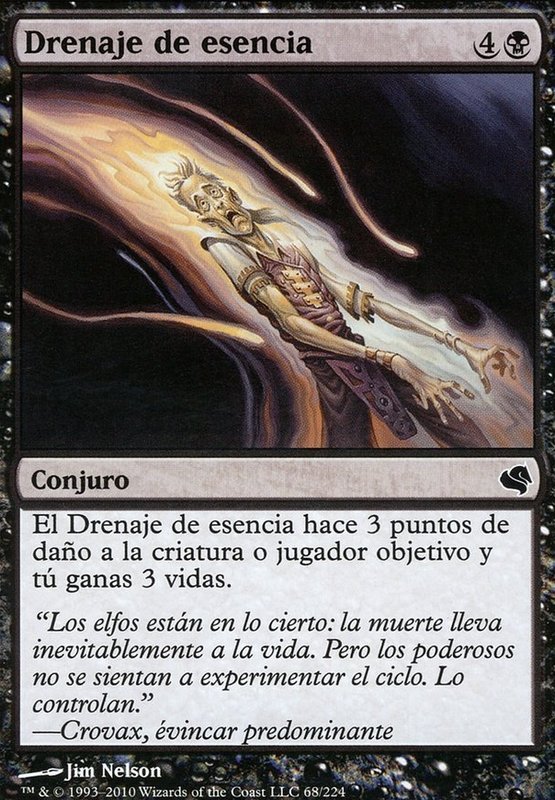 Drenaje de esencia 4
Conjuro
El Drenaje de esencia hace 3 puntos de
daño a la criatura o jugador objetivo y
tú ganas 3 vidas.
“Los elfos están en lo cierto: la muerte lleva
inevitablemente a la vida. Pero los poderosos
no se sientan a experimentar el ciclo. Lo
controlan.”
—Crovax, évincar predominante
Jim Nelson
™ & © 1993–2010 Wizards of the Coast LLC 68/224